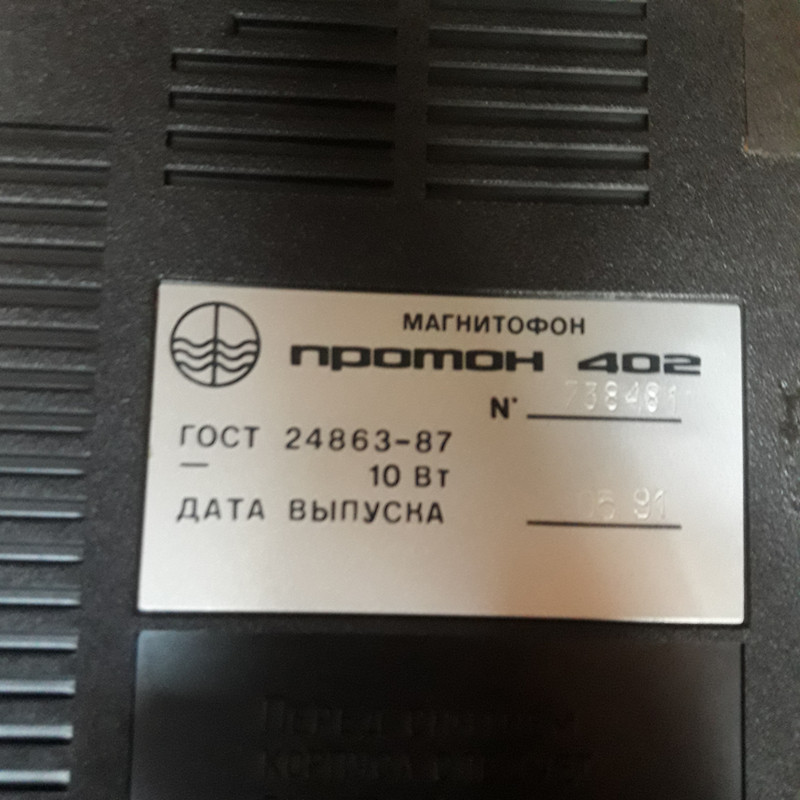 МАГНИТОФОН
протон 402
N° 738481
ГОСТ 24863-87
10 Вт
ДАТА ВЫПУСКА 05 91